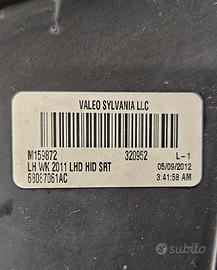 VALEO SYLVANIA LLC
M159872 320952 L-1
LH WK 2011 LHD HID SRT 05/09/2012
68087061AC 3:41:58 AM
subito